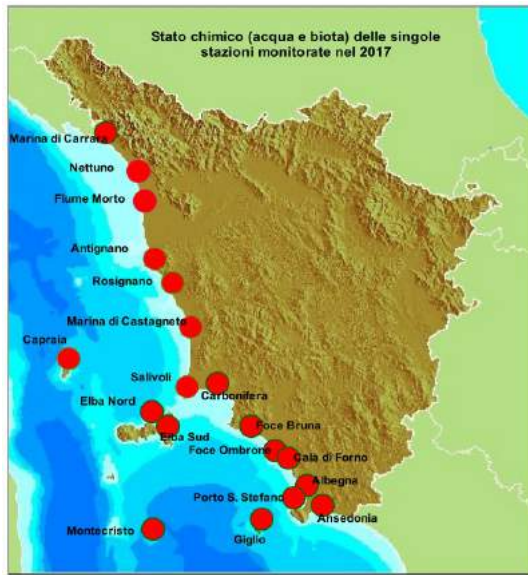 Stato chimico (acqua e biota) delle singole
stazioni monitorate nel 2017
Marina di Carrara
Nettuno
Fiume Morto
Antignano
Rosignano
Marina di Castagneto
Capraia
Salivoli
Carbonifera
Elba Nord
Elba Sud
Foce Bruna
Foce Ombrone
Cala di Forno
Albegna
Porto S. Stefano
Ansedonia
Giglio
Montecristo